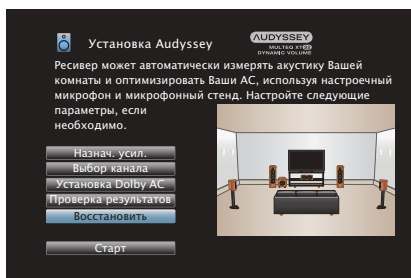 Установка Audyssey
AUDYSSEY
MULTEQ XT32
DYNAMIC VOLUME
Ресивер может автоматически измерять акустику Вашей
комнаты и оптимизировать Ваши АС, используя настроечный
микрофон и микрофонный стенд. Настройте следующие
параметры, если
необходимо.
Назнач. усил.
Выбор канала
Установка Dolby АС
Проверка результатов
Восстановить
Старт